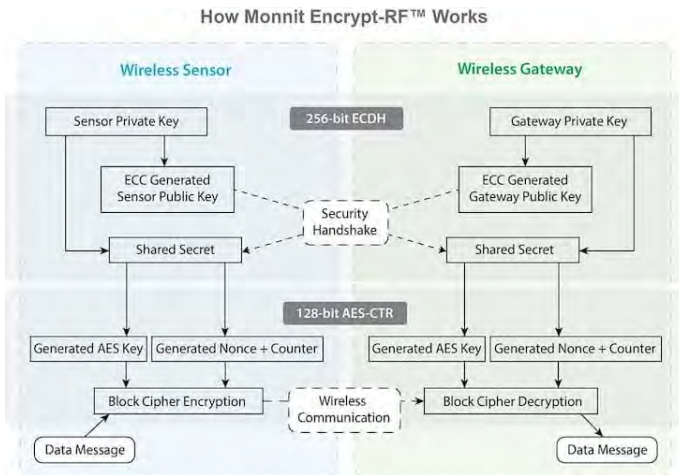 How Monnit Encrypt-RF™ Works
Wireless Sensor
Wireless Gateway
Sensor Private Key
256-bit ECDH
Gateway Private Key
ECC Generated
Sensor Public Key
ECC Generated
Gateway Public Key
Security
Handshake
Shared Secret
Shared Secret
128-bit AES-CTR
Generated AES Key
Generated Nonce + Counter
Generated AES Key
Generated Nonce + Counter
Block Cipher Encryption
Wireless
Communication
Block Cipher Decryption
Data Message
Data Message